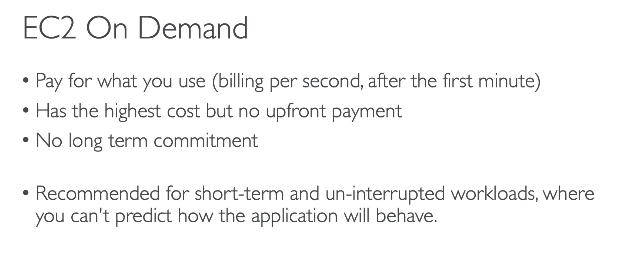 EC2 On Demand
• Pay for what you use (billing per second, after the first minute)
• Has the highest cost but no upfront payment
• No long term commitment
• Recommended for short-term and un-interrupted workloads, where
you can't predict how the application will behave.